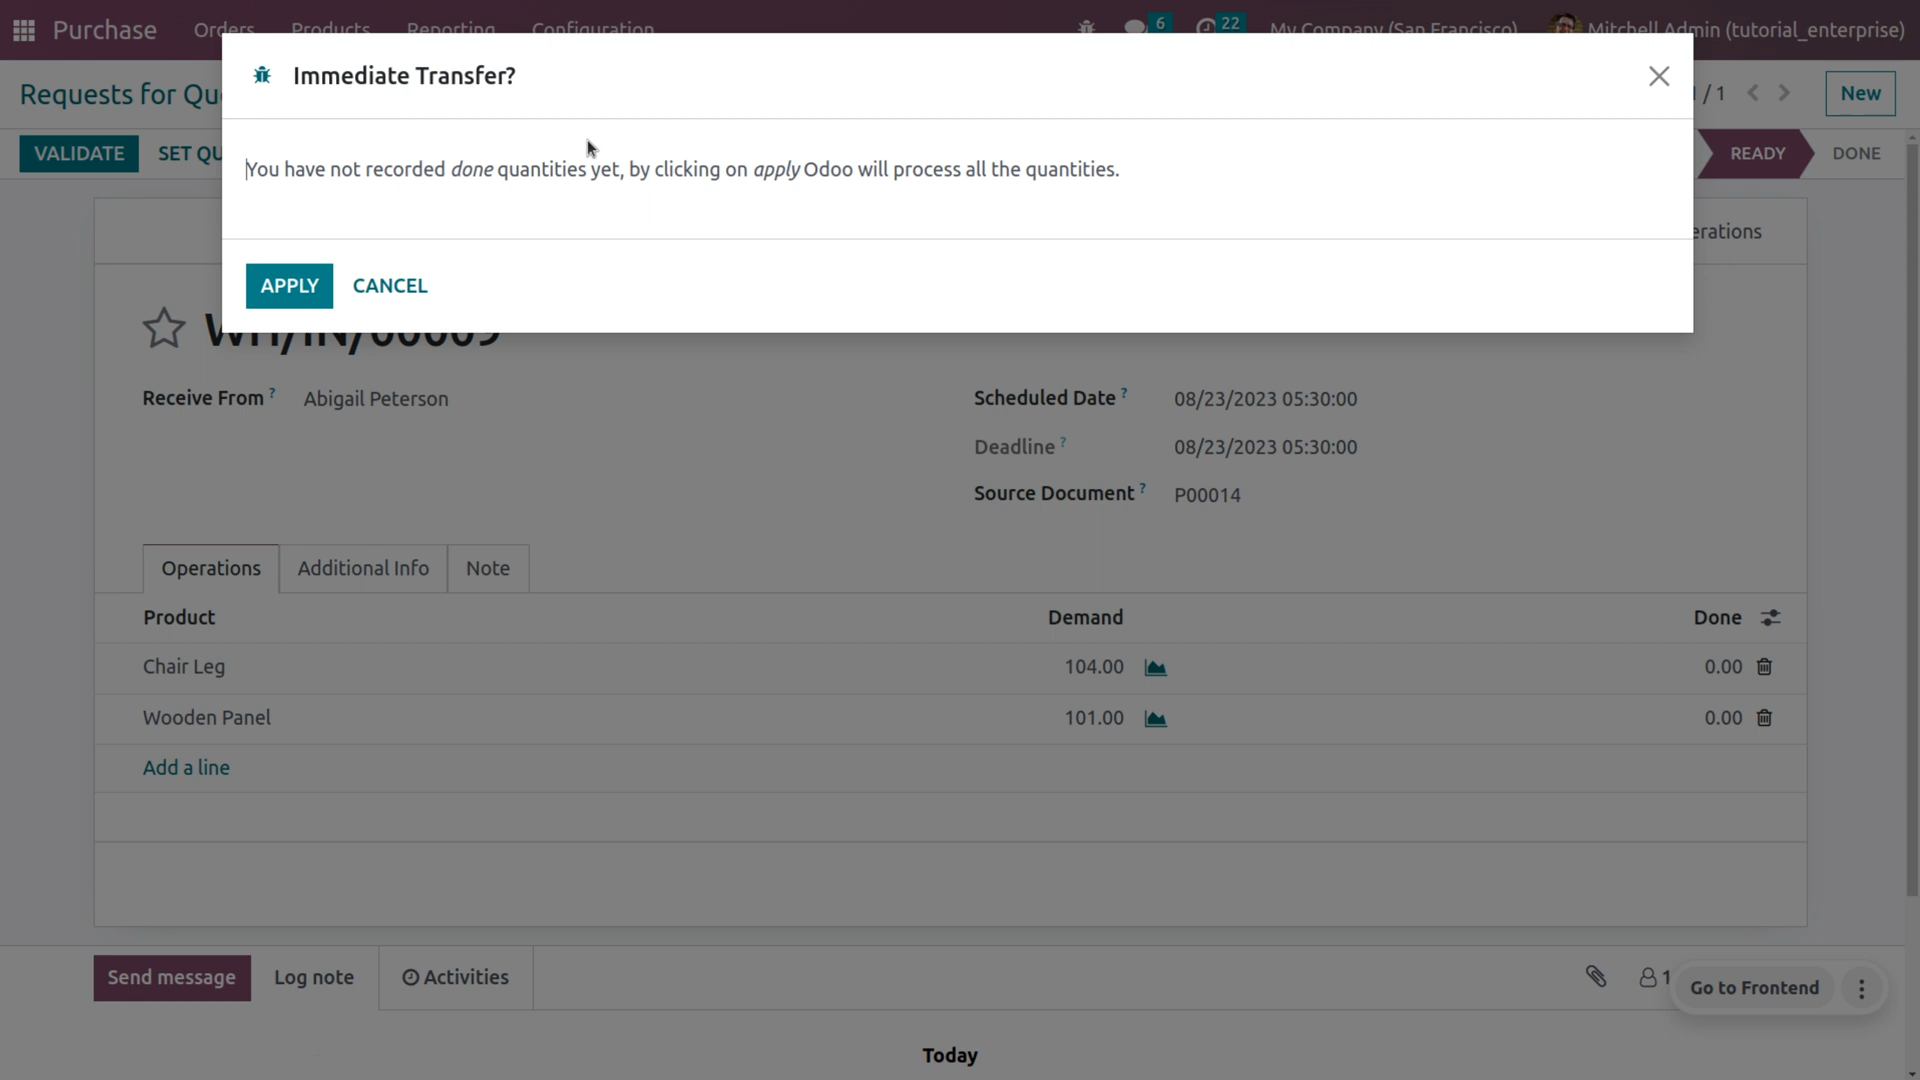 Purchase Orders Products Reporting Configuration 6 22 My Company (San Francisco) Mitchell Admin (tutorial_enterprise)
Immediate Transfer?
Requests for Qu / 1 New
VALIDATE SET QU READY DONE
You have not recorded done quantities yet, by clicking on apply Odoo will process all the quantities.
erations
APPLY CANCEL
WH/IN/00009
Receive From ? Abigail Peterson Scheduled Date ? 08/23/2023 05:30:00
Deadline ? 08/23/2023 05:30:00
Source Document ? P00014
Operations Additional Info Note
Product Demand Done
Chair Leg 104.00 0.00
Wooden Panel 101.00 0.00
Add a line
Send message Log note Activities 1 Go to Frontend
Today